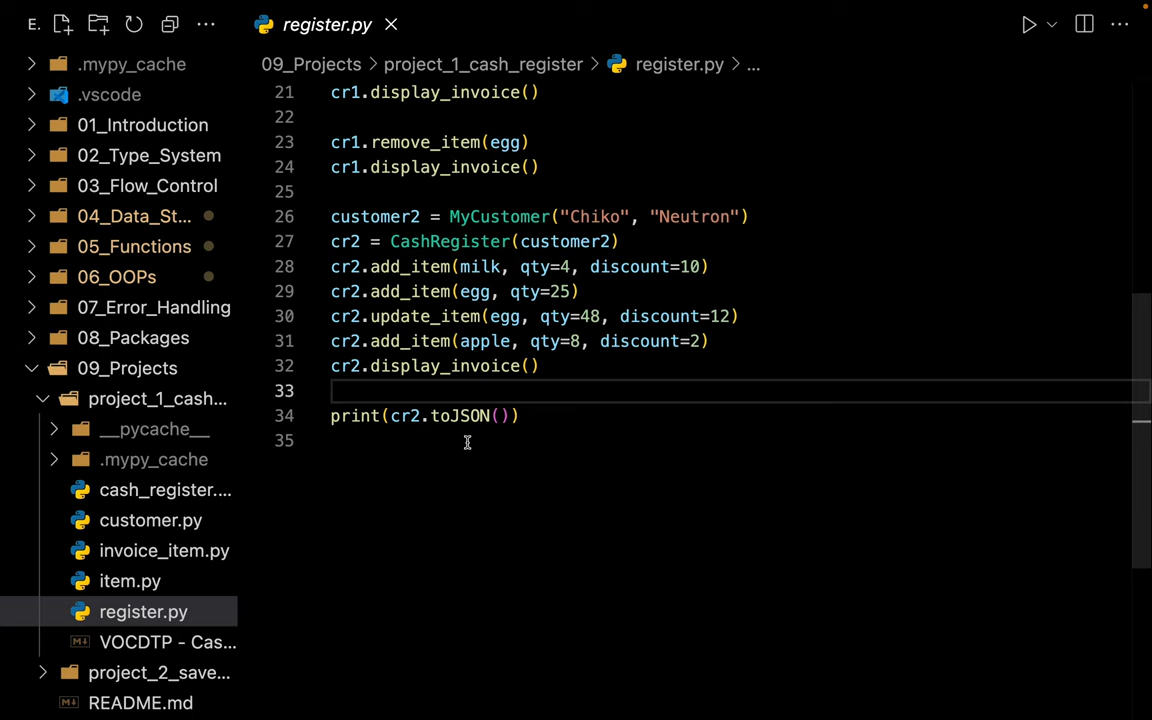 E.
register.py
09_Projects > project_1_cash_register > register.py > ...
.mypy_cache
.vscode
01_Introduction
02_Type_System
03_Flow_Control
04_Data_St...
05_Functions
06_OOPs
07_Error_Handling
08_Packages
09_Projects
project_1_cash...
__pycache__
.mypy_cache
cash_register....
customer.py
invoice_item.py
item.py
register.py
VOCDTP - Cas...
project_2_save...
README.md
21 cr1.display_invoice()
22
23 cr1.remove_item(egg)
24 cr1.display_invoice()
25
26 customer2 = MyCustomer("Chiko", "Neutron")
27 cr2 = CashRegister(customer2)
28 cr2.add_item(milk, qty=4, discount=10)
29 cr2.add_item(egg, qty=25)
30 cr2.update_item(egg, qty=48, discount=12)
31 cr2.add_item(apple, qty=8, discount=2)
32 cr2.display_invoice()
33
34 print(cr2.toJSON())
35